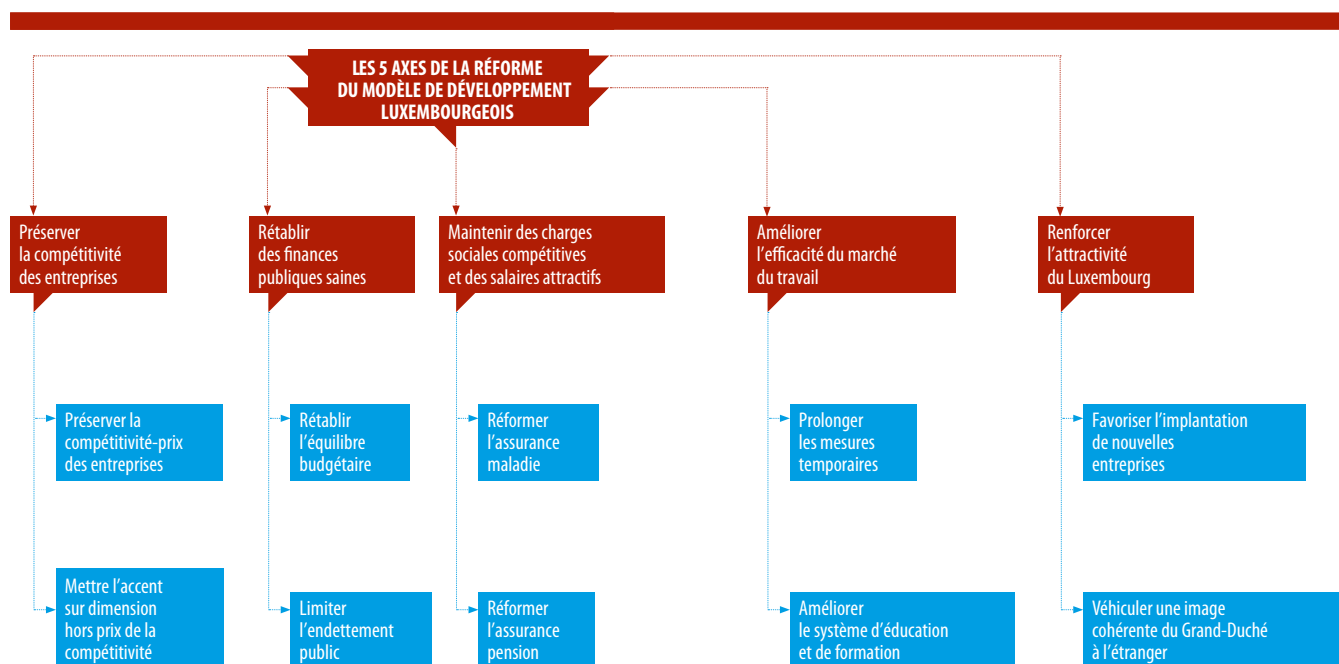 LES 5 AXES DE LA RÉFORME
DU MODÈLE DE DÉVELOPPEMENT
LUXEMBOURGEOIS
Préserver
la compétitivité
des entreprises
Rétablir
des finances
publiques saines
Maintenir des charges
sociales compétitives
et des salaires attractifs
Améliorer
l'efficacité du marché
du travail
Renforcer
l'attractivité
du Luxembourg
Préserver la
compétitivité-prix
des entreprises
Rétablir
l'équilibre
budgétaire
Réformer
l'assurance
maladie
Prolonger
les mesures
temporaires
Favoriser l'implantation
de nouvelles
entreprises
Mettre l'accent
sur dimension
hors prix de la
compétitivité
Limiter
l'endettement
public
Réformer
l'assurance
pension
Améliorer
le système d'éducation
et de formation
Véhiculer une image
cohérente du Grand-Duché
à l'étranger